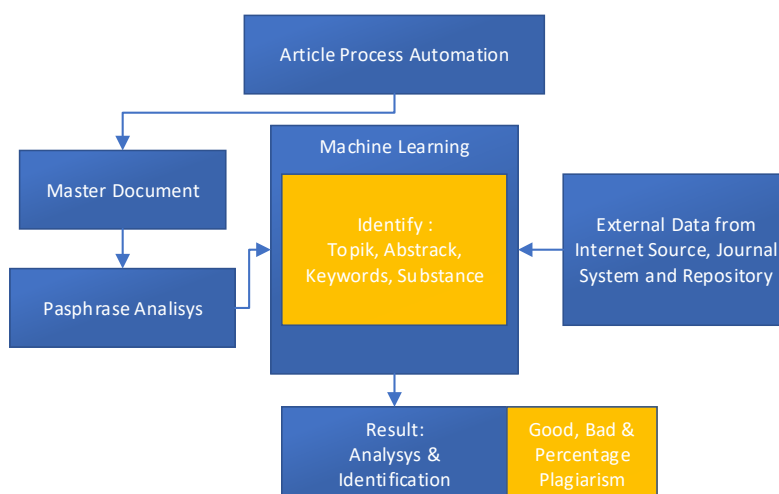 Article Process Automation
Master Document
Pasphrase Analisys
Machine Learning
Identify :
Topik, Abstrack,
Keywords, Substance
External Data from
Internet Source, Journal
System and Repository
Result:
Analysys &
Identification
Good, Bad &
Percentage
Plagiarism